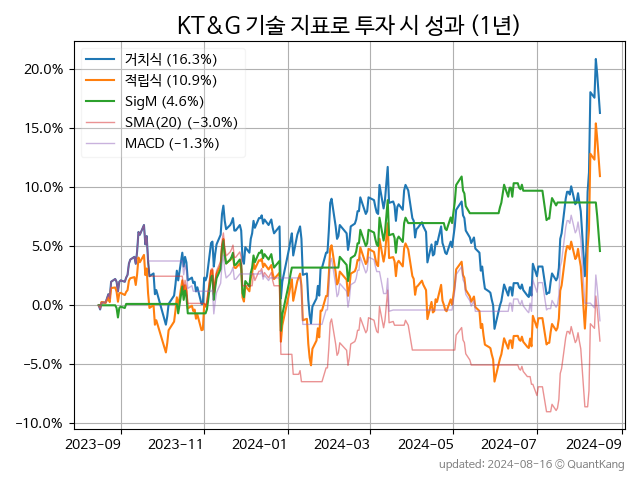 KT&G 기술 지표로 투자 시 성과 (1년)
거치식 (16.3%)
적립식 (10.9%)
SigM (4.6%)
SMA(20) (−3.0%)
MACD (−1.3%)
20.0%
15.0%
10.0%
5.0%
0.0%
−5.0%
−10.0%
2023−09
2023−11
2024−01
2024−03
2024−05
2024−07
2024−09
updated: 2024−08−16 © QuantKang